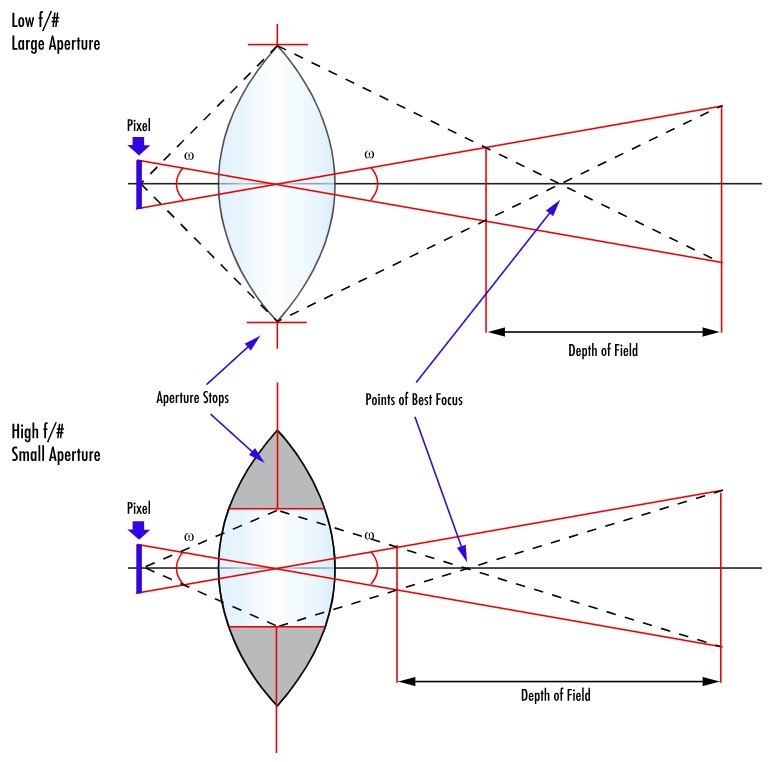 Low f/#
Large Aperture
Pixel
ω
ω
Depth of Field
Aperture Stops
Points of Best Focus
High f/#
Small Aperture
Pixel
ω
ω
Depth of Field